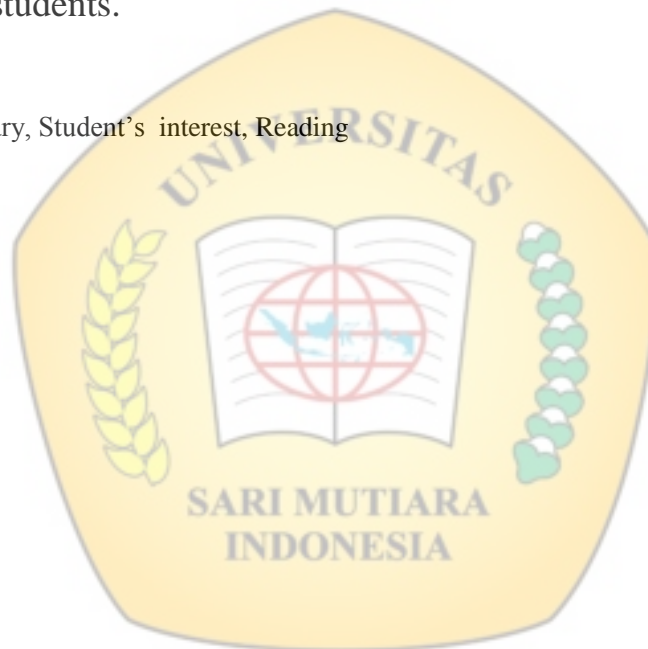 students.
ry, Student’s interest, Reading
UNIVERSITAS
SARI MUTIARA
INDONESIA